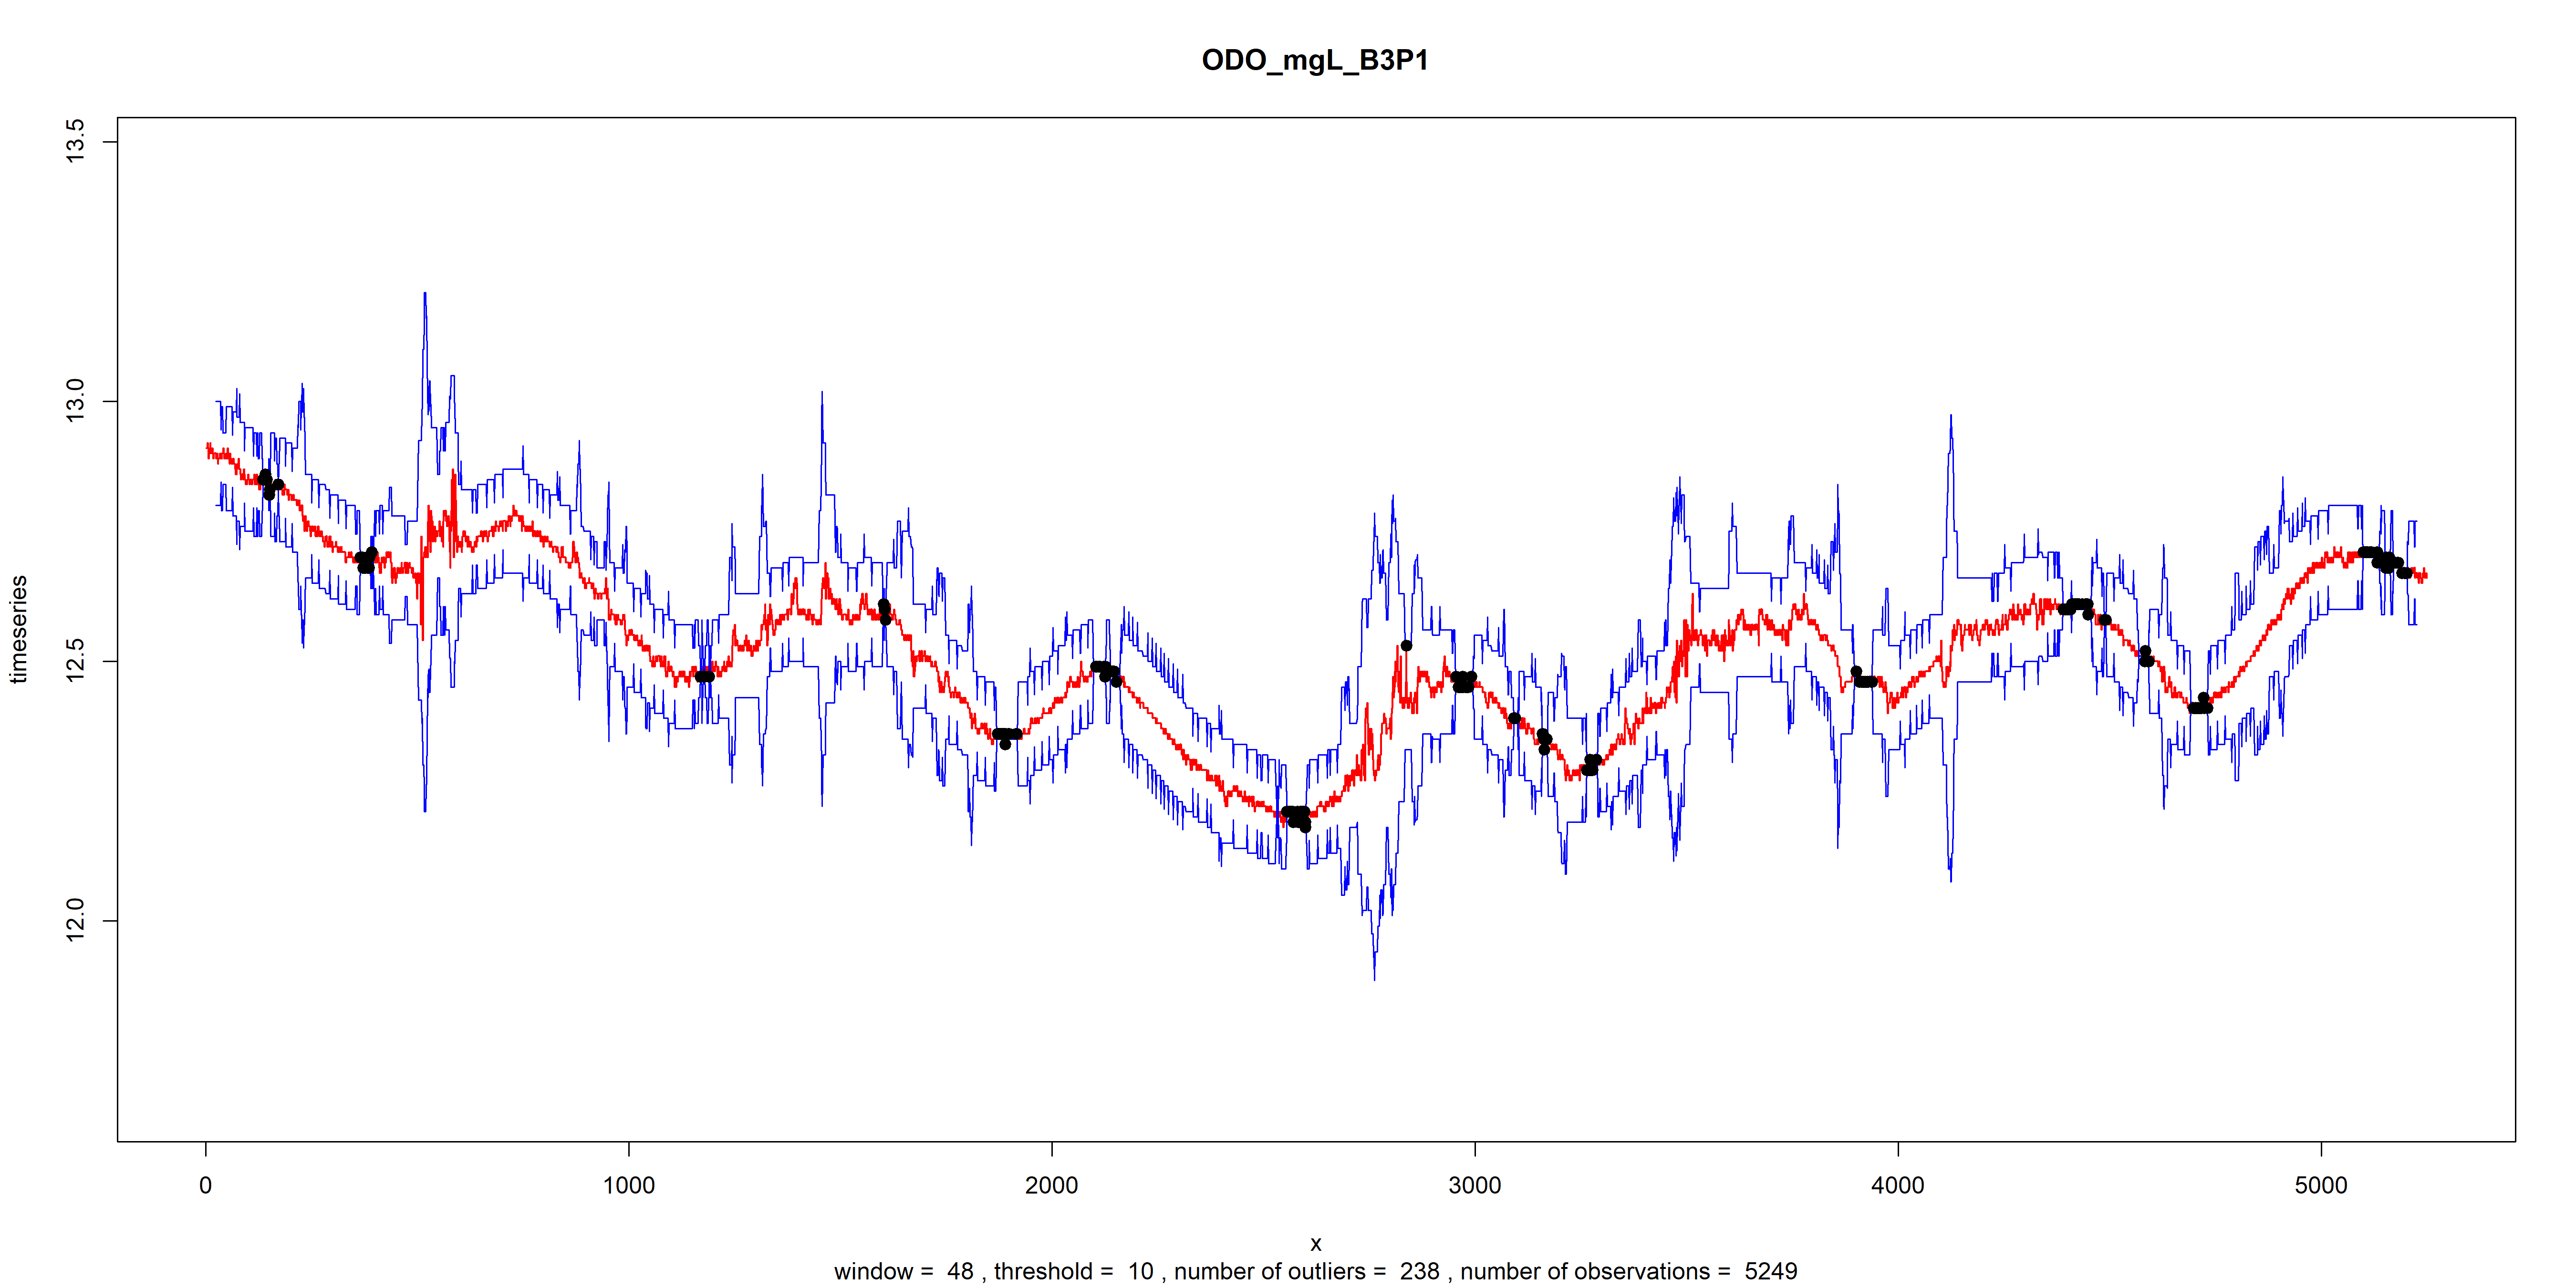 ODO_mgL_B3P1
13.5
13.0
12.5
12.0
timeseries
0 1000 2000 3000 4000 5000
x
window =  48 , threshold =  10 , number of outliers =  238 , number of observations =  5249